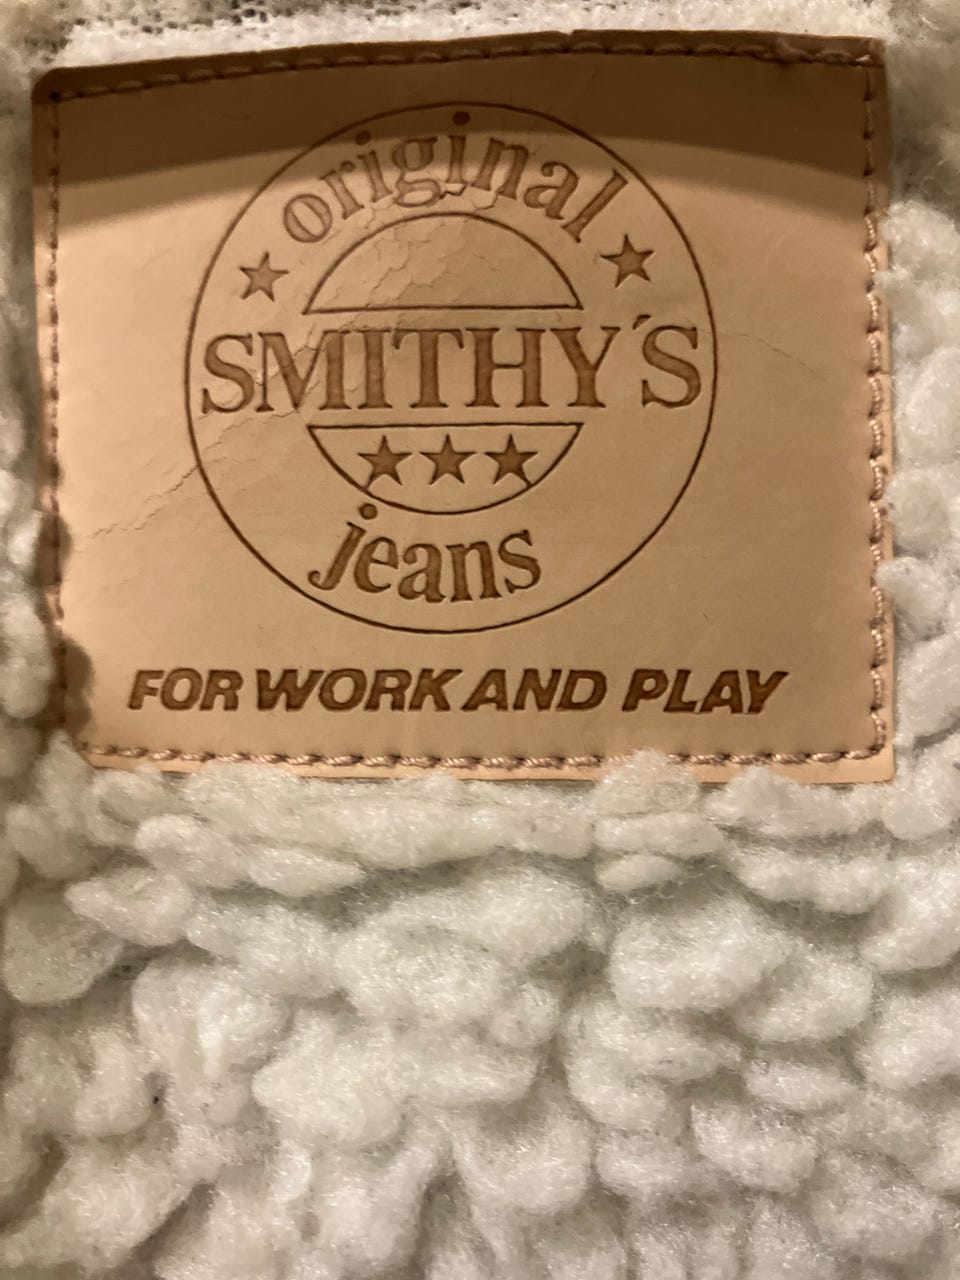 original
SMITHY´S
jeans
FOR WORK AND PLAY